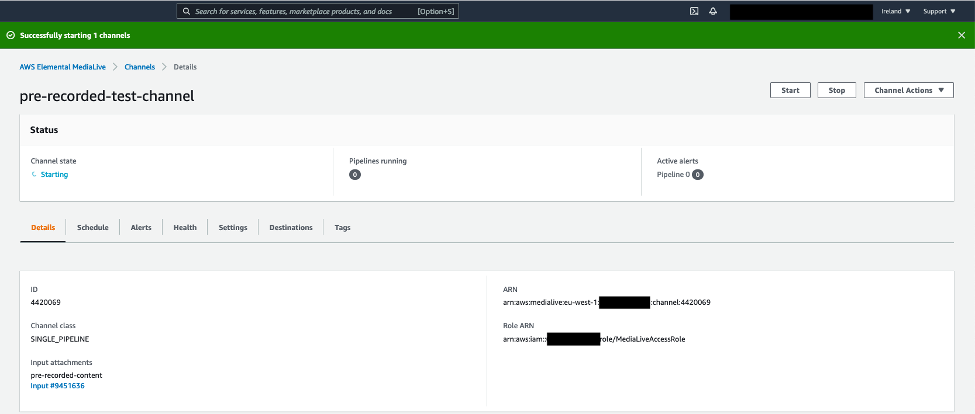 Search for services, features, marketplace products, and docs [Option+S] Ireland ▼ Support ▼
Successfully starting 1 channels
AWS Elemental MediaLive > Channels > Details
pre-recorded-test-channel
Start Stop Channel Actions ▼
Status
Channel state Pipelines running Active alerts
Starting 0 Pipeline 0 0
Details Schedule Alerts Health Settings Destinations Tags
ID
4420069
Channel class
SINGLE_PIPELINE
Input attachments
pre-recorded-content
Input #9451636
ARN
arn:aws:medialive:eu-west-1: :channel:4420069
Role ARN
arn:aws:iam:: role/MediaLiveAccessRole